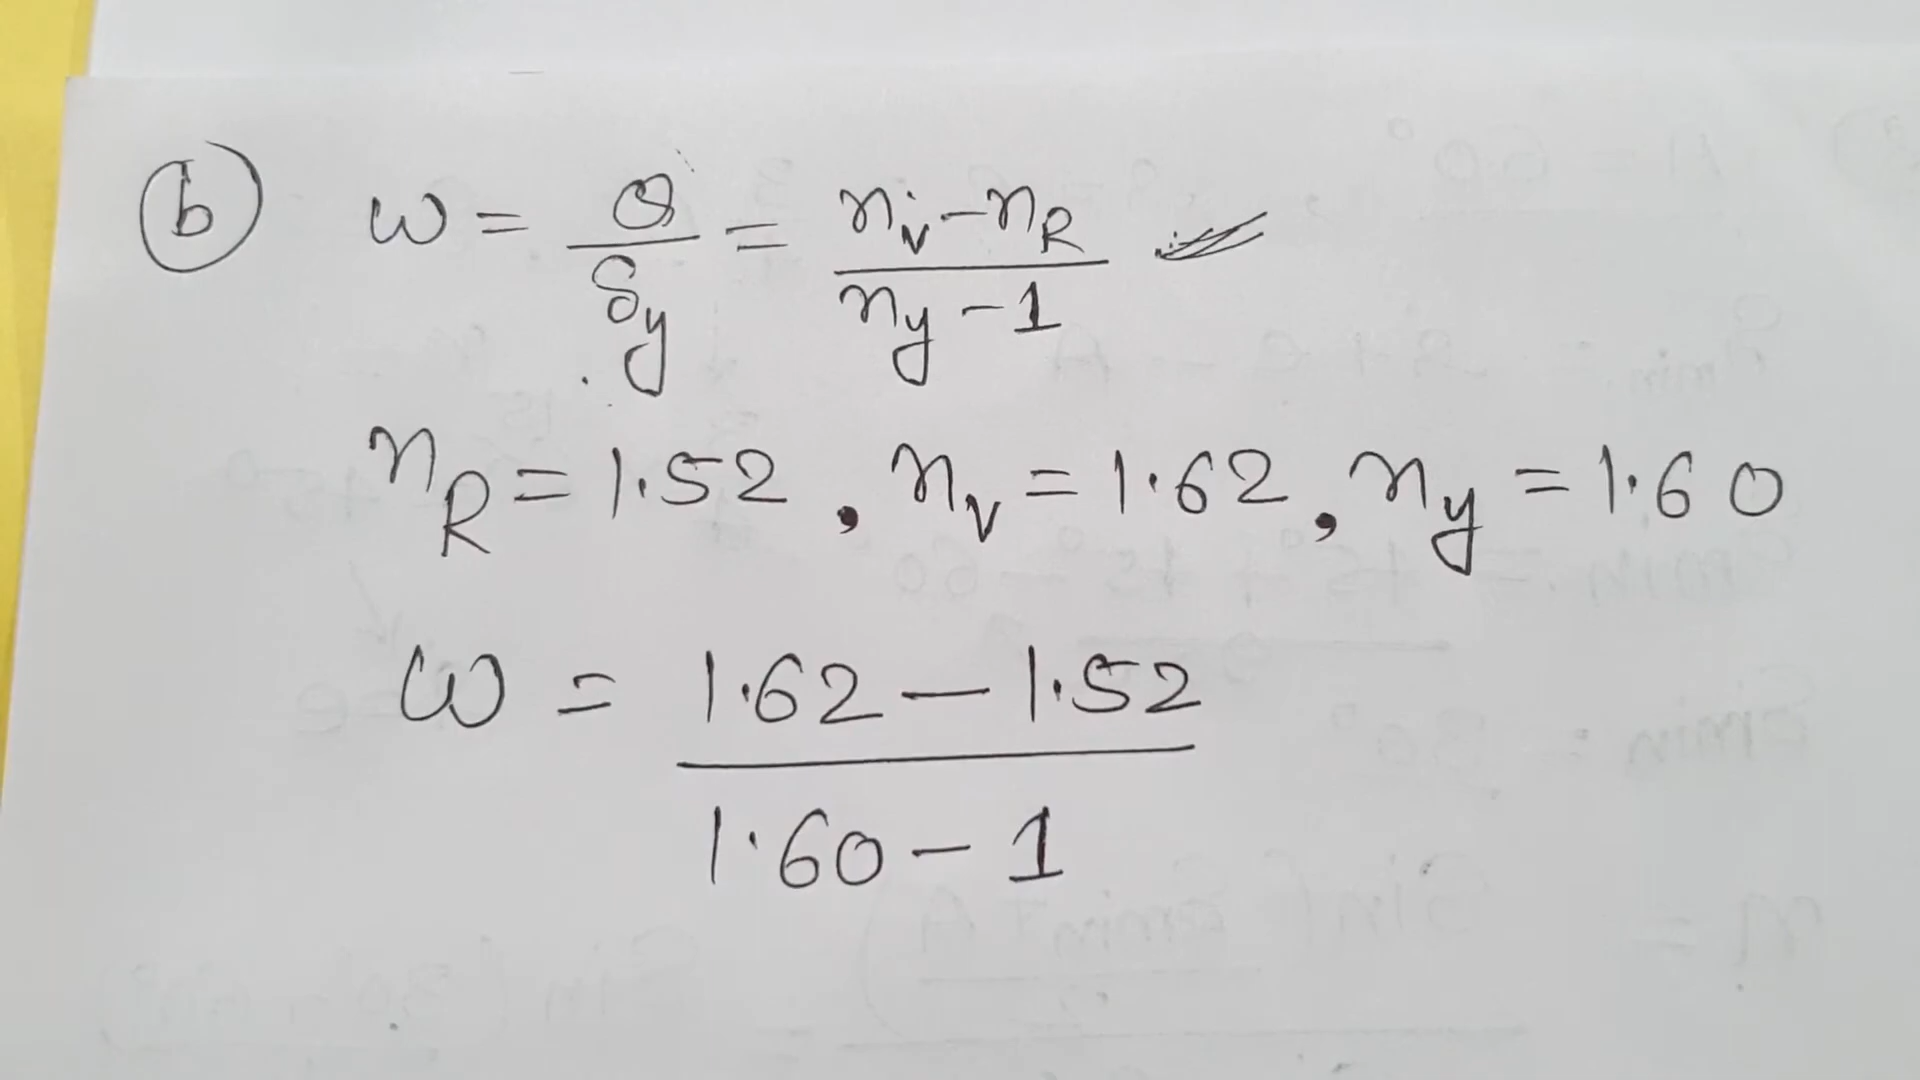 (b) ω = θ/δy = (nv - nR)/(ny - 1)
nR = 1.52, nv = 1.62, ny = 1.60
ω = (1.62 - 1.52)/(1.60 - 1)